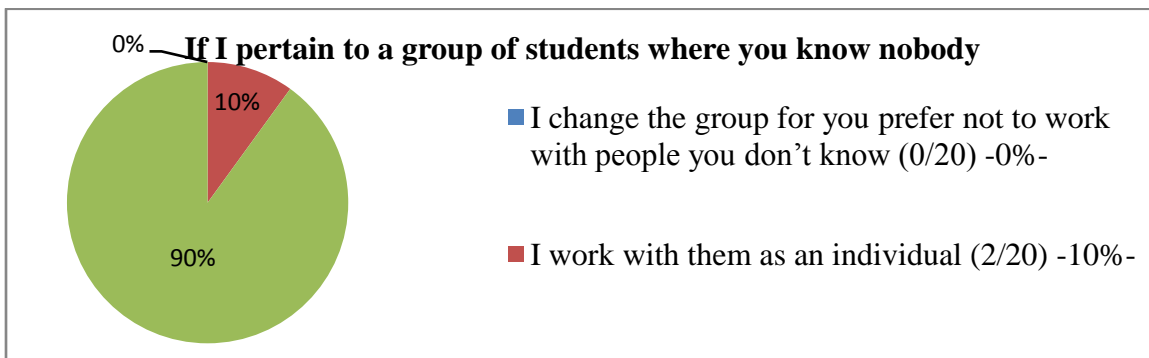 If I pertain to a group of students where you know nobody
0%
10%
90%
I change the group for you prefer not to work
with people you don’t know (0/20) -0%-
I work with them as an individual (2/20) -10%-